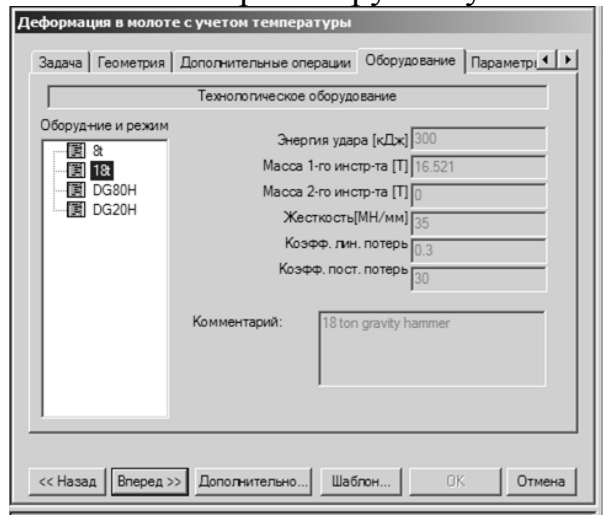 Деформация в молоте с учетом температуры
Задача Геометрия Дополнительные операции Оборудование Параметр
Технологическое оборудование
Оборуд-ние и режим
8t
18t
DG80H
DG20H
Энергия удара [кДж] 300
Масса 1-го инстр-та [Т] 16.521
Масса 2-го инстр-та [Т] 0
Жесткость[МН/мм] 35
Коэфф. лин. потерь 0.3
Коэфф. пост. потерь 30
Комментарий: 18 ton gravity hammer
<< Назад Вперед >> Дополнительно... Шаблон... OK Отмена